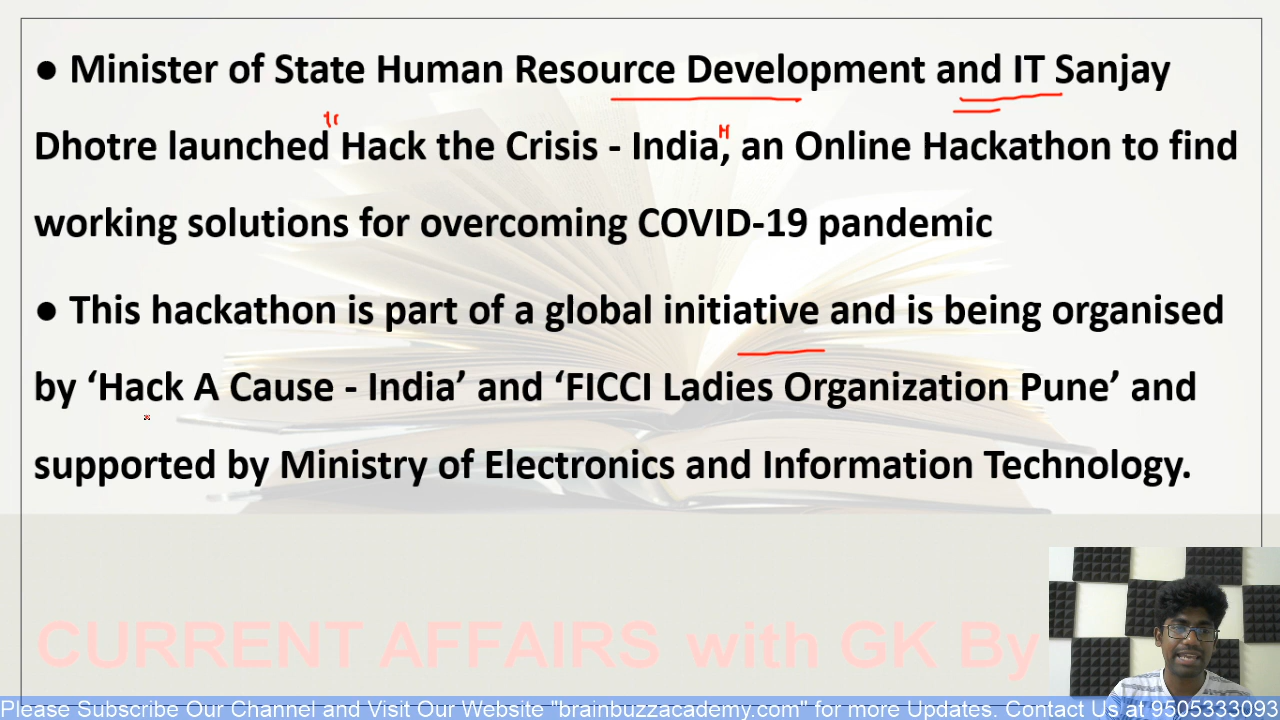 ● Minister of State Human Resource Development and IT Sanjay
Dhotre launched Hack the Crisis - India, an Online Hackathon to find
working solutions for overcoming COVID-19 pandemic
● This hackathon is part of a global initiative and is being organised
by ‘Hack A Cause - India’ and ‘FICCI Ladies Organization Pune’ and
supported by Ministry of Electronics and Information Technology.
CURRENT AFFAIRS with GK By
Please Subscribe Our Channel and Visit Our Website "brainbuzzacademy.com" for more Updates. Contact Us at 9505333093